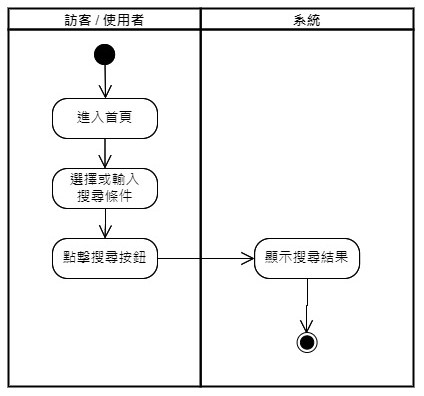 訪客 / 使用者
系統
進入首頁
選擇或輸入
搜尋條件
點擊搜尋按鈕
顯示搜尋結果